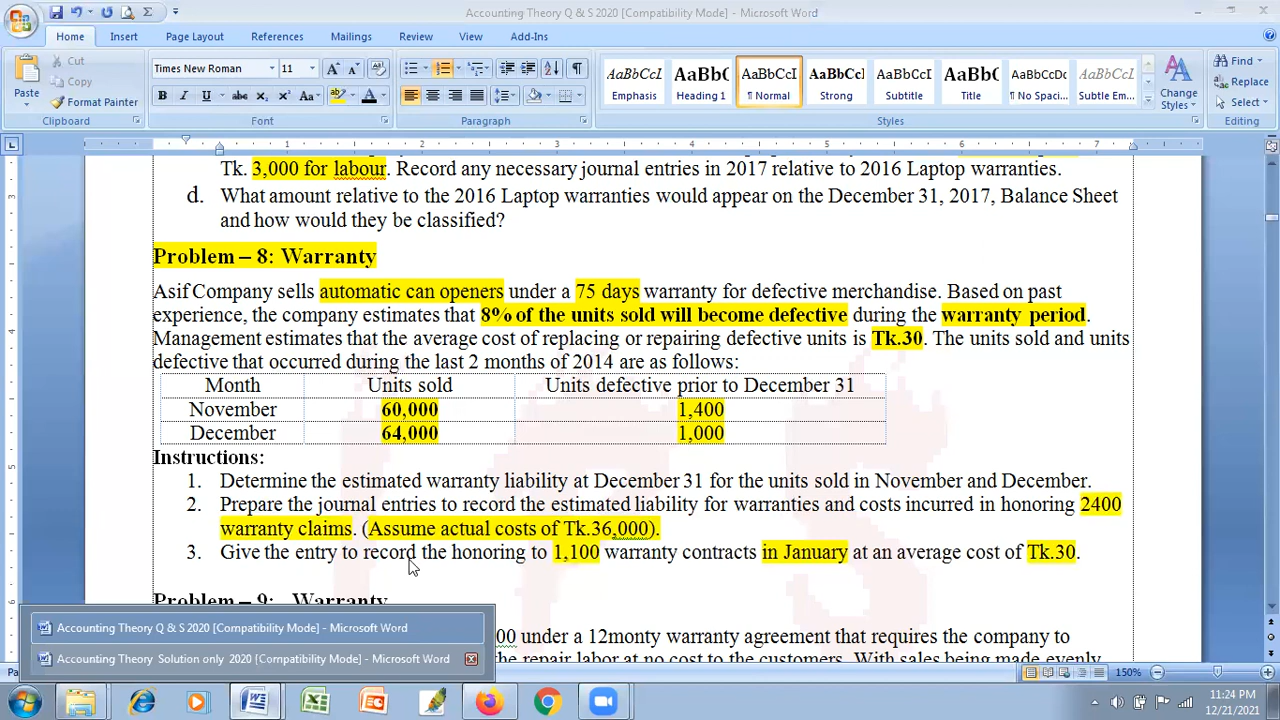 Accounting Theory Q & S 2020 [Compatibility Mode] - Microsoft Word
Home Insert Page Layout References Mailings Review View Add-Ins
Paste Cut Copy Format Painter
Times New Roman 11
AaBbCcI AaBbC AaBbCcI AaBbCcl AaBbCcI AaBbC AaBbCcDc AaBbCcI
Emphasis Heading 1 ¶ Normal Strong Subtitle Title ¶ No Spaci... Subtle Em...
Change Styles
Find Replace Select
Clipboard Font Paragraph Styles Editing
1 2 3 4 5 6 7
Tk. 3,000 for labour. Record any necessary journal entries in 2017 relative to 2016 Laptop warranties.
d. What amount relative to the 2016 Laptop warranties would appear on the December 31, 2017, Balance Sheet
and how would they be classified?
Problem – 8: Warranty
Asif Company sells automatic can openers under a 75 days warranty for defective merchandise. Based on past
experience, the company estimates that 8% of the units sold will become defective during the warranty period.
Management estimates that the average cost of replacing or repairing defective units is Tk.30. The units sold and units
defective that occurred during the last 2 months of 2014 are as follows:
Month Units sold Units defective prior to December 31
November 60,000 1,400
December 64,000 1,000
Instructions:
1. Determine the estimated warranty liability at December 31 for the units sold in November and December.
2. Prepare the journal entries to record the estimated liability for warranties and costs incurred in honoring 2400
warranty claims. (Assume actual costs of Tk.36,000).
3. Give the entry to record the honoring to 1,100 warranty contracts in January at an average cost of Tk.30.
Problem – 9: Warranty
Accounting Theory Q & S 2020 [Compatibility Mode] - Microsoft Word
00 under a 12monty warranty agreement that requires the company to
Accounting Theory Solution only 2020 [Compatibility Mode] - Microsoft Word
the repair labor at no cost to the customers. With sales being made evenly
150%
11:24 PM
12/21/2021